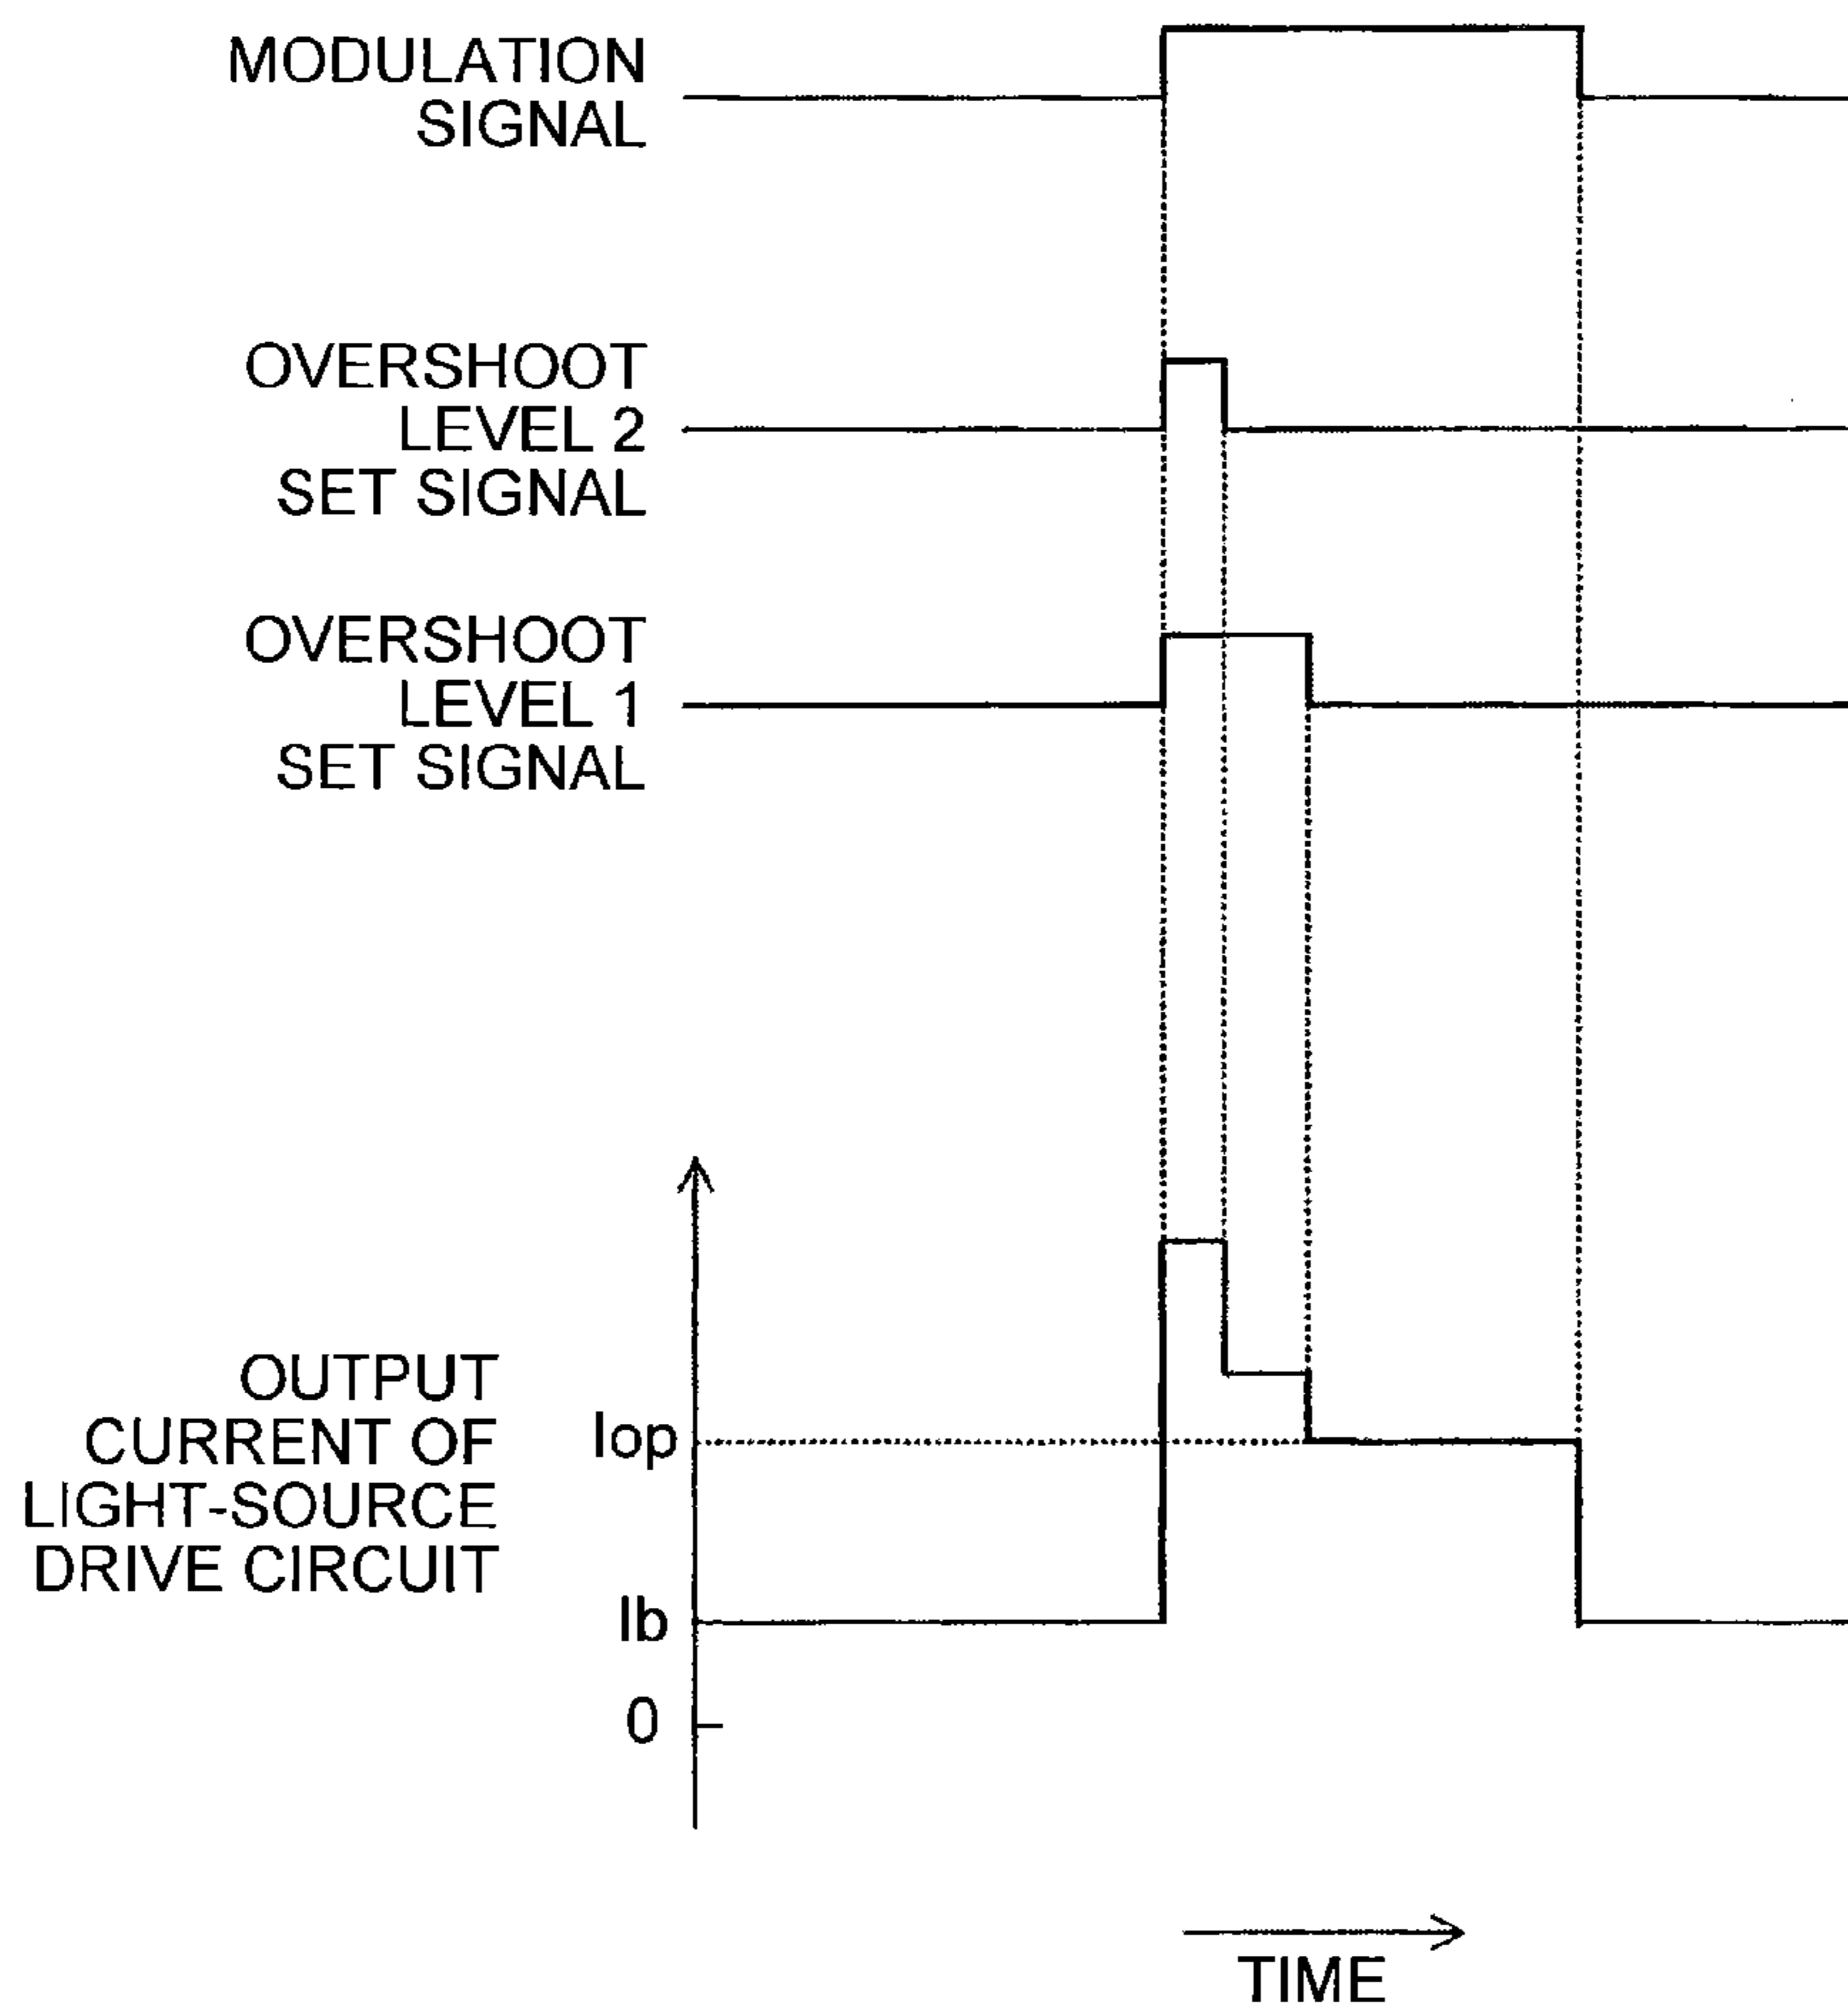 MODULATION
SIGNAL
OVERSHOOT
LEVEL 2
SET SIGNAL
OVERSHOOT
LEVEL 1
SET SIGNAL
OUTPUT
CURRENT OF
LIGHT-SOURCE
DRIVE CIRCUIT
Iop
Ib
0
TIME